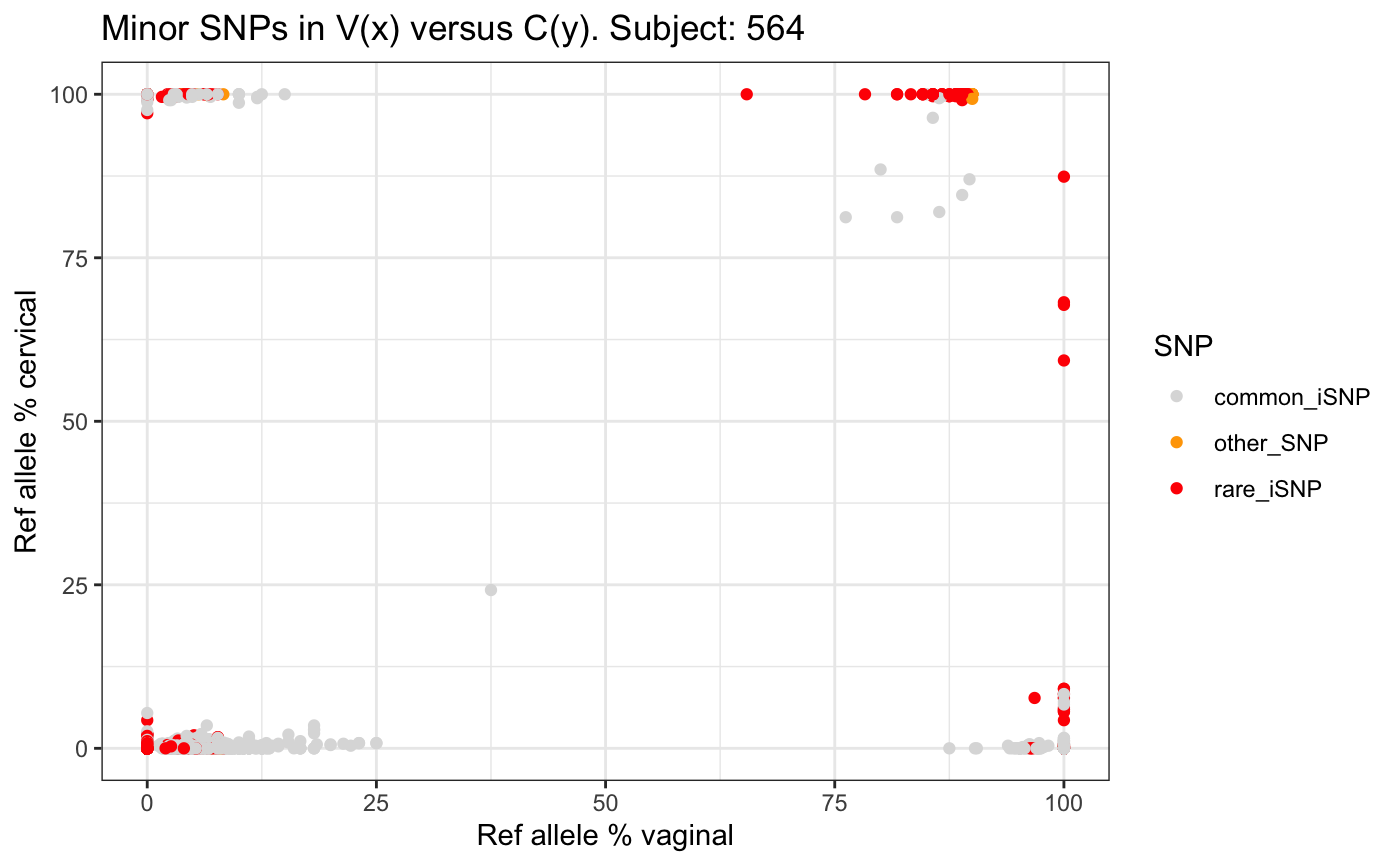 Minor SNPs in V(x) versus C(y). Subject: 564
100
75
50
25
0
Ref allele % cervical
0 25 50 75 100
Ref allele % vaginal
SNP
common_iSNP
other_SNP
rare_iSNP